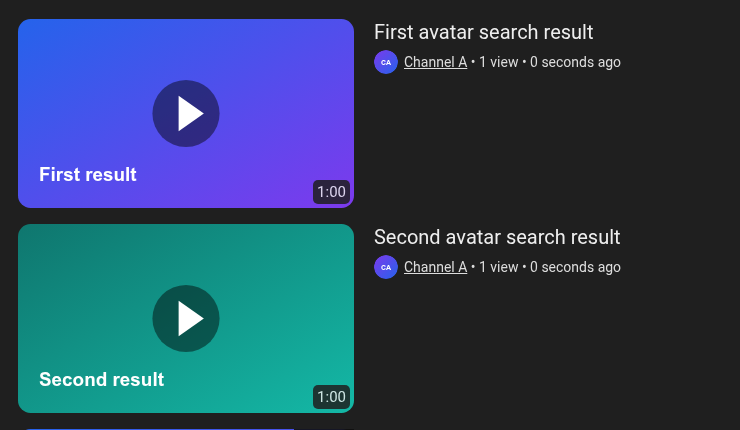 First result
1:00
First avatar search result
CA Channel A • 1 view • 0 seconds ago
Second result
1:00
Second avatar search result
CA Channel A • 1 view • 0 seconds ago